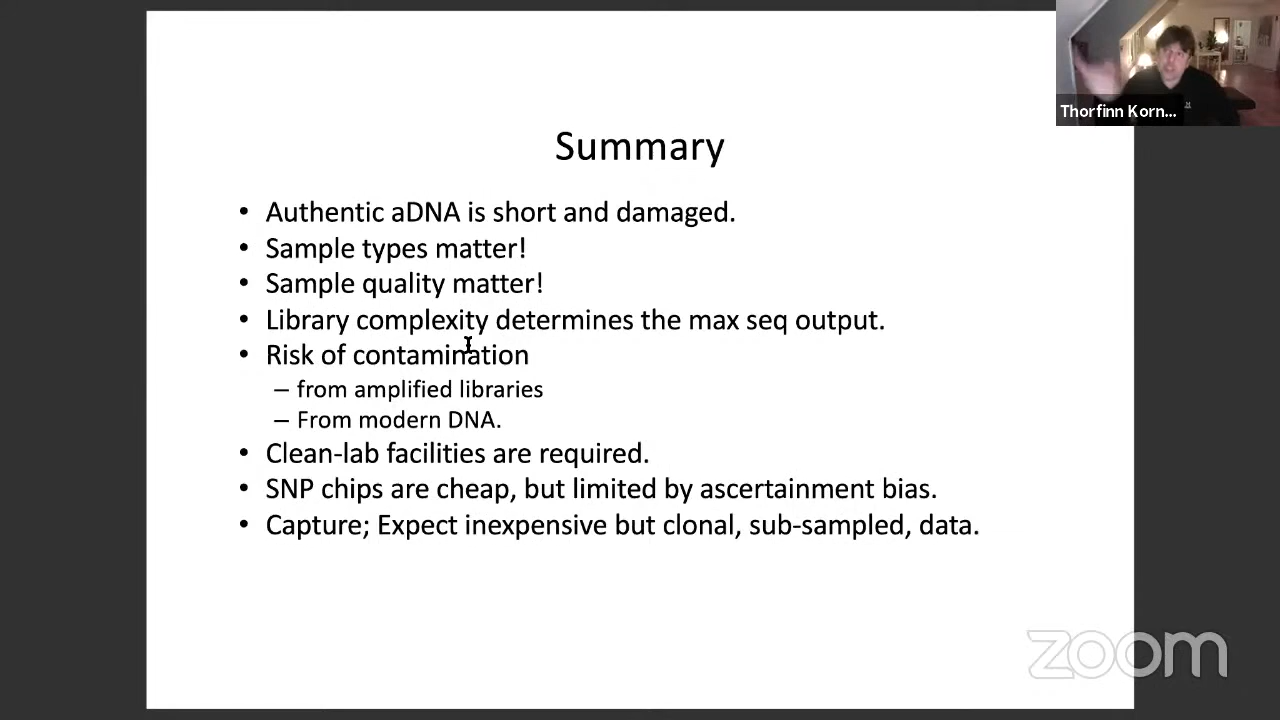 Thorfinn Korn...
Summary
• Authentic aDNA is short and damaged.
• Sample types matter!
• Sample quality matter!
• Library complexity determines the max seq output.
• Risk of contamination
– from amplified libraries
– From modern DNA.
• Clean-lab facilities are required.
• SNP chips are cheap, but limited by ascertainment bias.
• Capture; Expect inexpensive but clonal, sub-sampled, data.
zoom